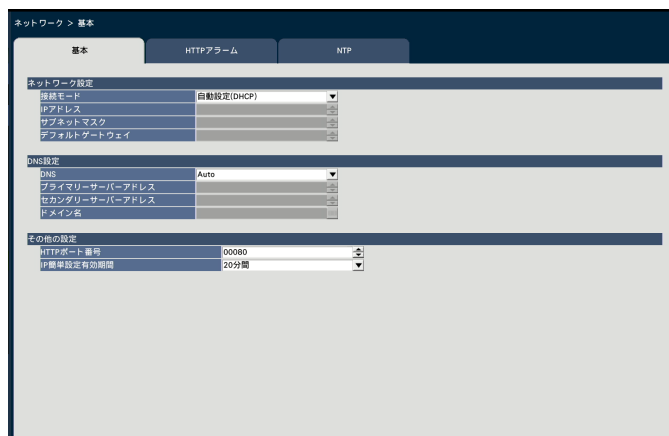 ネットワーク > 基本
基本 HTTPアラーム NTP
ネットワーク設定
接続モード 自動設定(DHCP)
IPアドレス
サブネットマスク
デフォルトゲートウェイ
DNS設定
DNS Auto
プライマリーサーバーアドレス
セカンダリーサーバーアドレス
ドメイン名
その他の設定
HTTPポート番号 00080
IP簡単設定有効期間 20分間